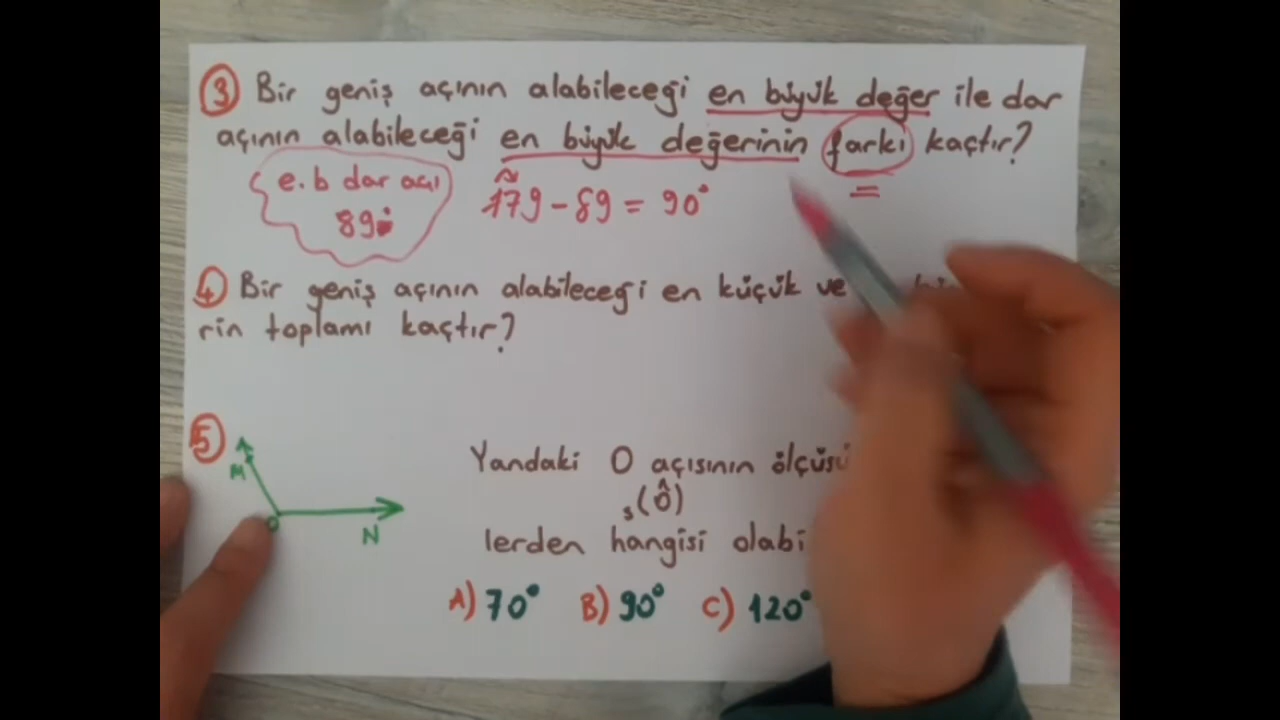 3 Bir geniş açının alabileceği en büyük değer ile dar
açının alabileceği en büyük değerinin farkı kaçtır?
e.b dar açı
89°
179 - 89 = 90°
4 Bir geniş açının alabileceği en küçük ve
rin toplamı kaçtır?
5
M
O
N
Yandaki O açısının ölçüsü
s(Ô)
lerden hangisi olabi
A) 70° B) 90° C) 120°